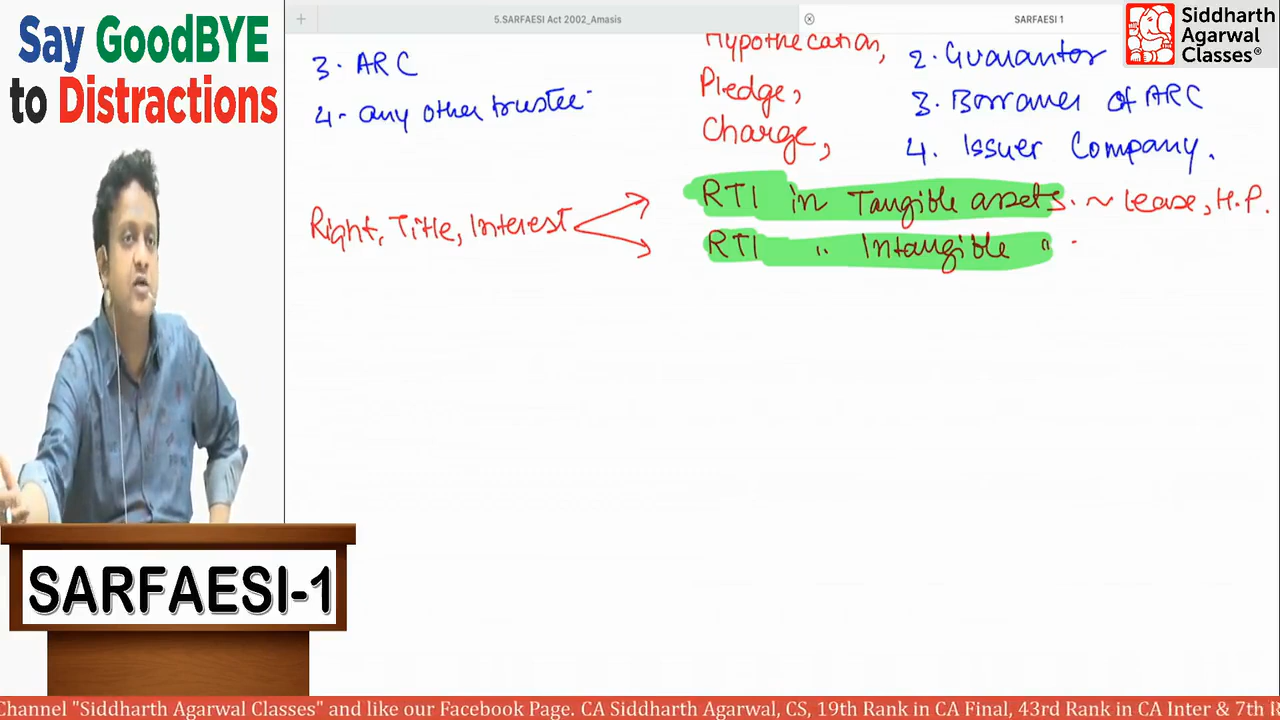 Say GoodBYE
to Distractions
5.SARFAESI Act 2002_Amasis
SARFAESI 1
Siddharth
Agarwal
Classes®
3. ARC
4. any other trustee
Hypothecation,
Pledge,
Charge,
2. Guarantor
3. Borrower of ARC
4. Issuer Company.
Right, Title, Interest
RTI in Tangible assets. ~ Lease, H.P.
RTI " Intangible " .
SARFAESI-1
Channel "Siddharth Agarwal Classes" and like our Facebook Page. CA Siddharth Agarwal, CS, 19th Rank in CA Final, 43rd Rank in CA Inter & 7th R